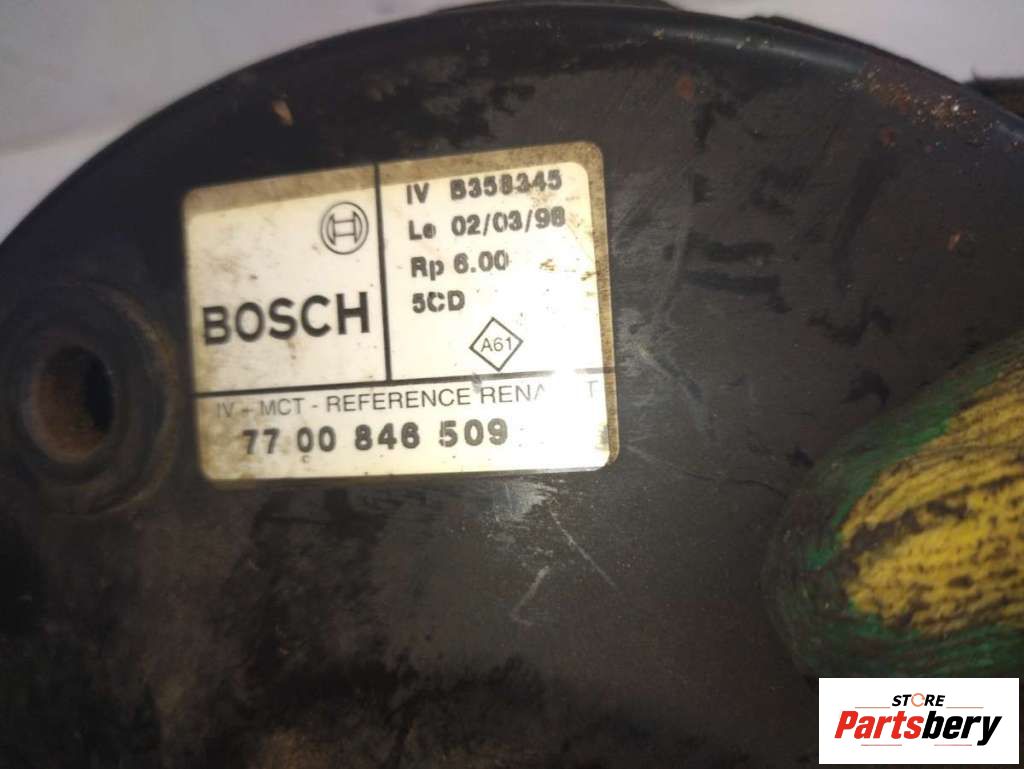 BOSCH
IV B358345
Le 02/03/98
Rp 6.00
5CD
A61
IV - MCT - REFERENCE
77 00 846 509
STORE
Partsbery